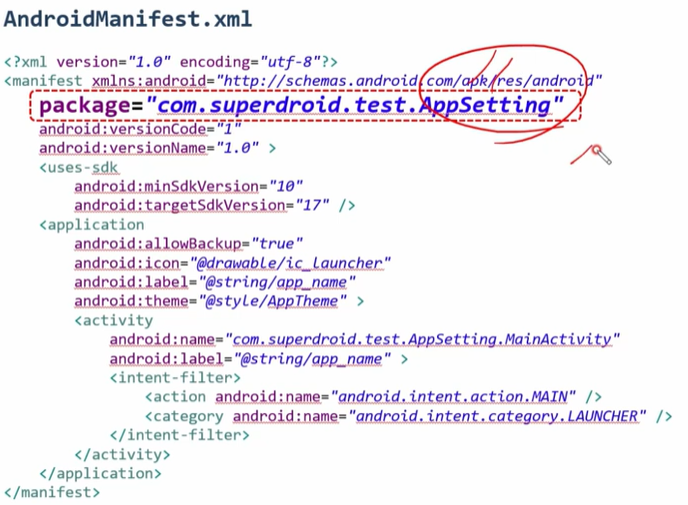 AndroidManifest.xml
<?xml version="1.0" encoding="utf-8"?>
<manifest xmlns:android="http://schemas.android.com/apk/res/android"
package="com.superdroid.test.AppSetting"
android:versionCode="1"
android:versionName="1.0" >
<uses-sdk
android:minSdkVersion="10"
android:targetSdkVersion="17" />
<application
android:allowBackup="true"
android:icon="@drawable/ic_launcher"
android:label="@string/app_name"
android:theme="@style/AppTheme" >
<activity
android:name="com.superdroid.test.AppSetting.MainActivity"
android:label="@string/app_name" >
<intent-filter>
<action android:name="android.intent.action.MAIN" />
<category android:name="android.intent.category.LAUNCHER" />
</intent-filter>
</activity>
</application>
</manifest>